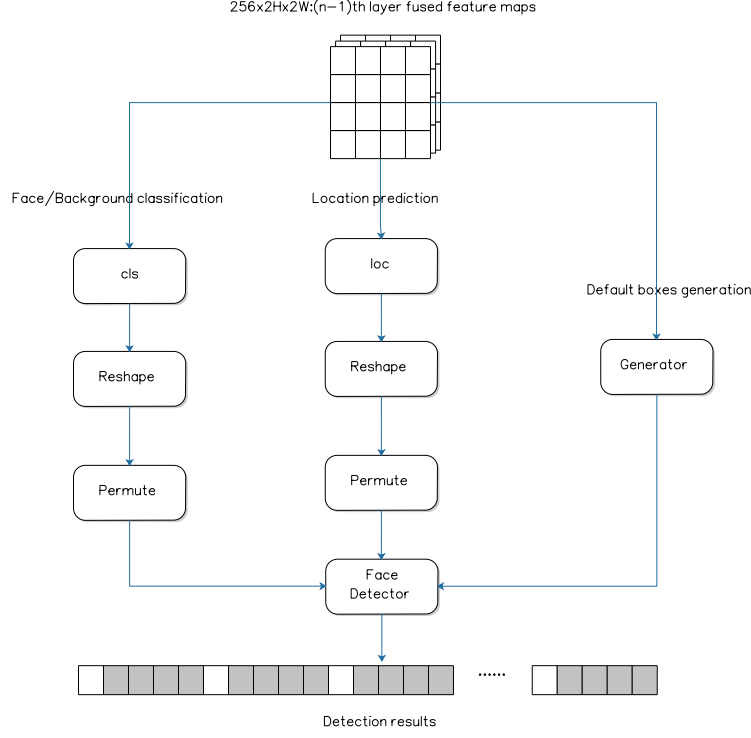 256x2Hx2W:(n-1)th layer fused feature maps
Face/Background classification
Location prediction
cls
loc
Default boxes generation
Reshape
Reshape
Generator
Permute
Permute
Face
Detector
......
Detection results